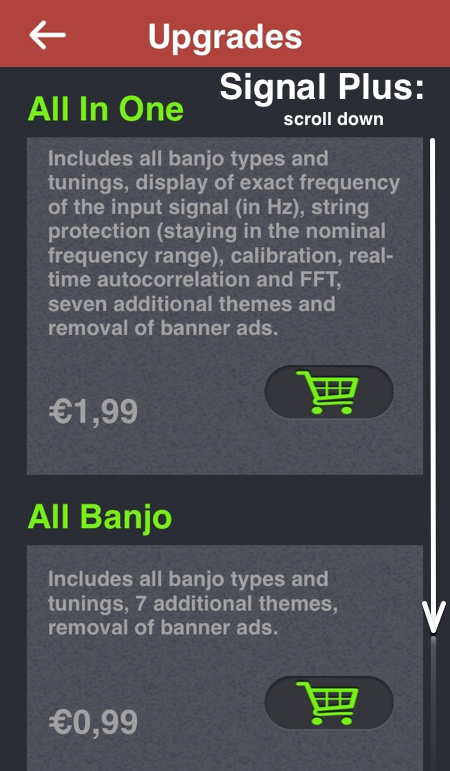 Upgrades
Signal Plus:
All In One
scroll down
Includes all banjo types and
tunings, display of exact frequency
of the input signal (in Hz), string
protection (staying in the nominal
frequency range), calibration, real-
time autocorrelation and FFT,
seven additional themes and
removal of banner ads.
€1,99
All Banjo
Includes all banjo types and
tunings, 7 additional themes,
removal of banner ads.
€0,99